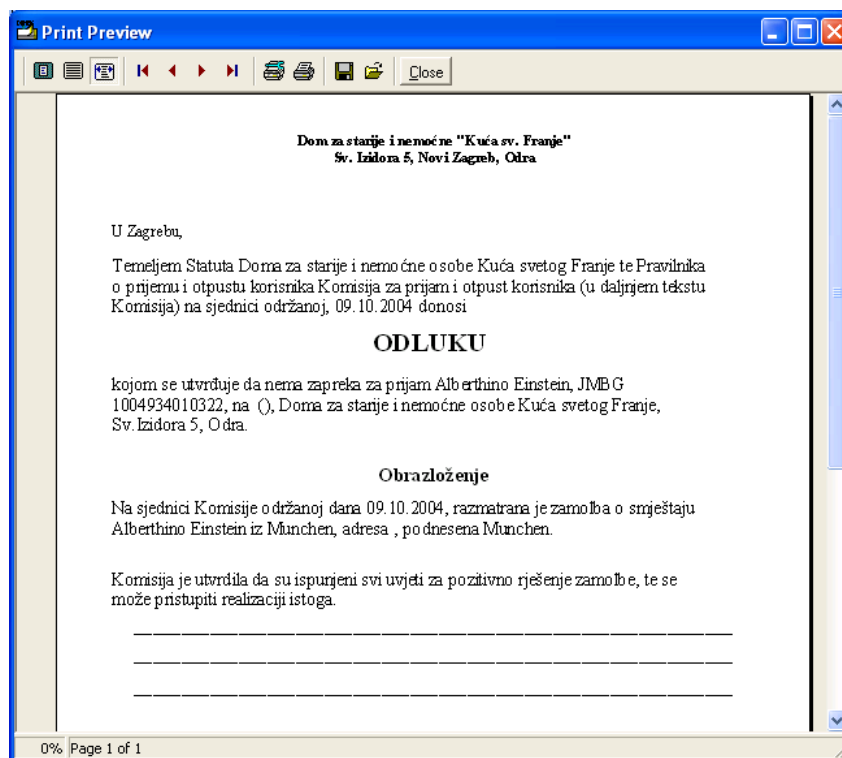 Print Preview
Close
Dom za starije i nemoćne "Kuća sv. Franje"
Sv. Izidora 5, Novi Zagreb, Odra
U Zagrebu,
Temeljem Statuta Doma za starije i nemoćne osobe Kuća svetog Franje te Pravilnika
o prijemu i otpustu korisnika Komisija za prijam i otpust korisnika (u daljnjem tekstu
Komisija) na sjednici održanoj, 09.10.2004 donosi
ODLUKU
kojom se utvrđuje da nema zapreka za prijam Alberthino Einstein, JMBG
1004934010322, na (), Doma za starije i nemoćne osobe Kuća svetog Franje,
Sv.Izidora 5, Odra.
Obrazloženje
Na sjednici Komisije održanoj dana 09.10.2004, razmatrana je zamolba o smještaju
Alberthino Einstein iz Munchen, adresa , podnesena Munchen.
Komisija je utvrdila da su ispunjeni svi uvjeti za pozitivno rješenje zamolbe, te se
može pristupiti realizaciji istoga.
0% Page 1 of 1